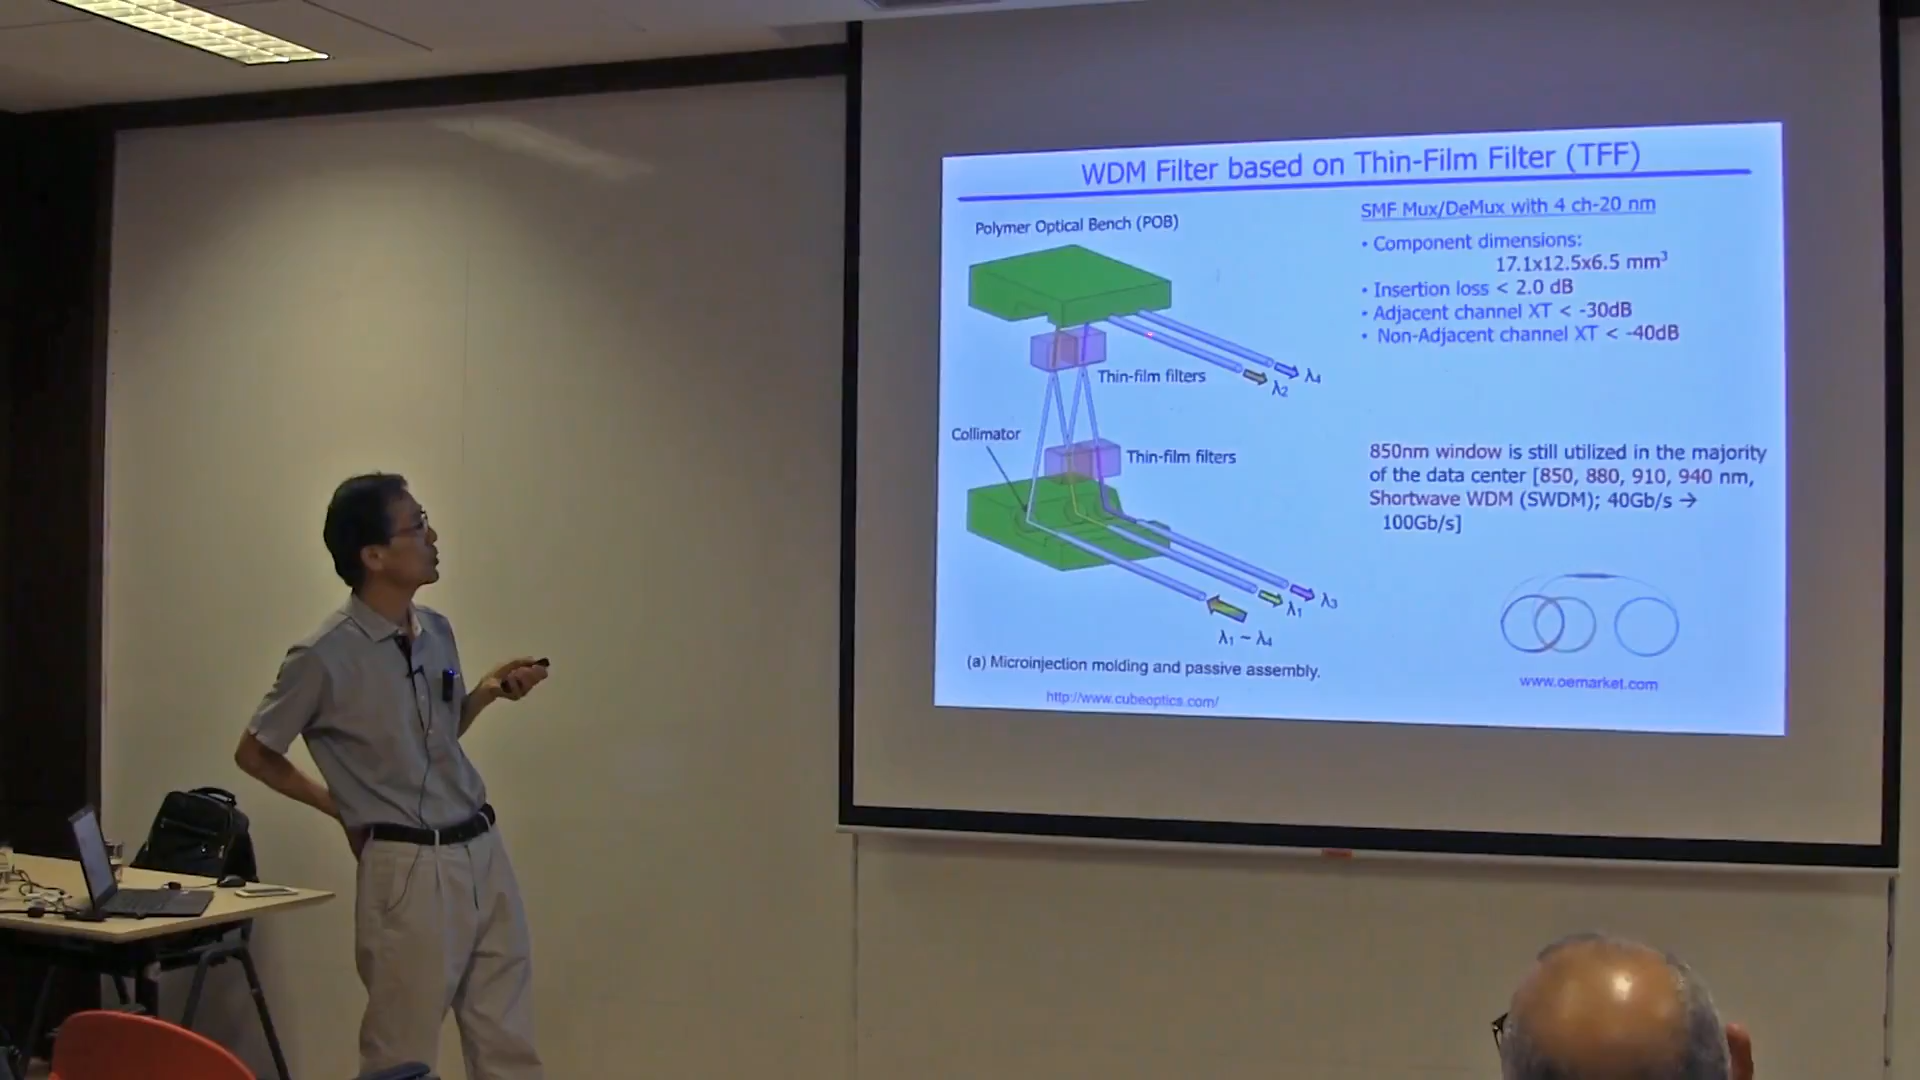 WDM Filter based on Thin-Film Filter (TFF)
Polymer Optical Bench (POB)
Thin-film filters
λ4
λ2
Collimator
Thin-film filters
λ3
λ1
λ1 ~ λ4
(a) Microinjection molding and passive assembly.
http://www.cubeoptics.com/
SMF Mux/DeMux with 4 ch-20 nm
• Component dimensions:
17.1x12.5x6.5 mm³
• Insertion loss < 2.0 dB
• Adjacent channel XT < -30dB
• Non-Adjacent channel XT < -40dB
850nm window is still utilized in the majority
of the data center [850, 880, 910, 940 nm,
Shortwave WDM (SWDM); 40Gb/s →
100Gb/s]
www.oemarket.com